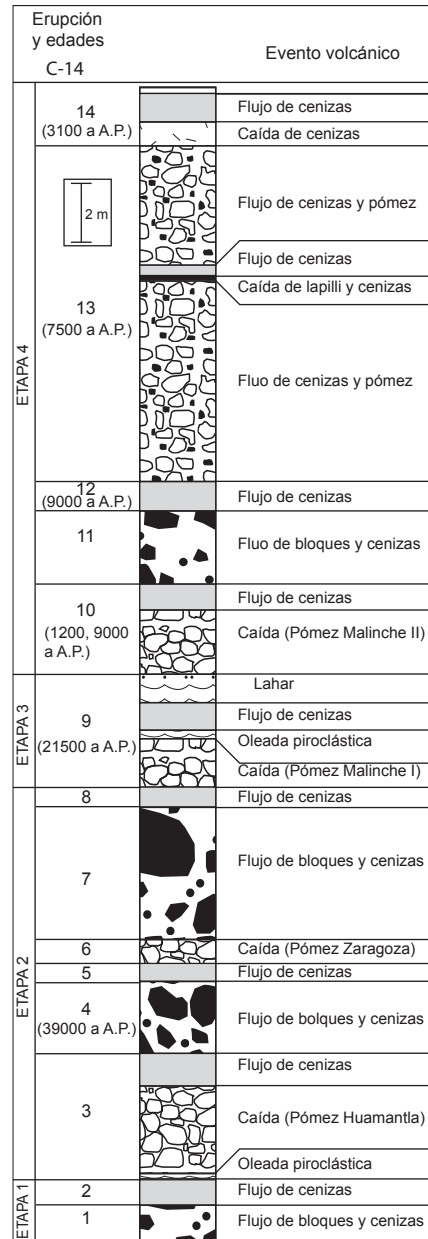 Erupción
y edades
C-14
Evento volcánico
ETAPA 4
14
(3100 a A.P.)
Flujo de cenizas
Caída de cenizas
2 m
Flujo de cenizas y pómez
Flujo de cenizas
Caída de lapilli y cenizas
13
(7500 a A.P.)
Fluo de cenizas y pómez
12
(9000 a A.P.)
Flujo de cenizas
11
Fluo de bloques y cenizas
10
(1200, 9000
a A.P.)
Flujo de cenizas
Caída (Pómez Malinche II)
ETAPA 3
9
(21500 a A.P.)
Lahar
Flujo de cenizas
Oleada piroclástica
Caída (Pómez Malinche I)
ETAPA 2
8
Flujo de cenizas
7
Flujo de bloques y cenizas
6
Caída (Pómez Zaragoza)
5
Flujo de cenizas
4
(39000 a A.P.)
Flujo de bolques y cenizas
3
Flujo de cenizas
Caída (Pómez Huamantla)
Oleada piroclástica
ETAPA 1
2
Flujo de cenizas
1
Flujo de bloques y cenizas